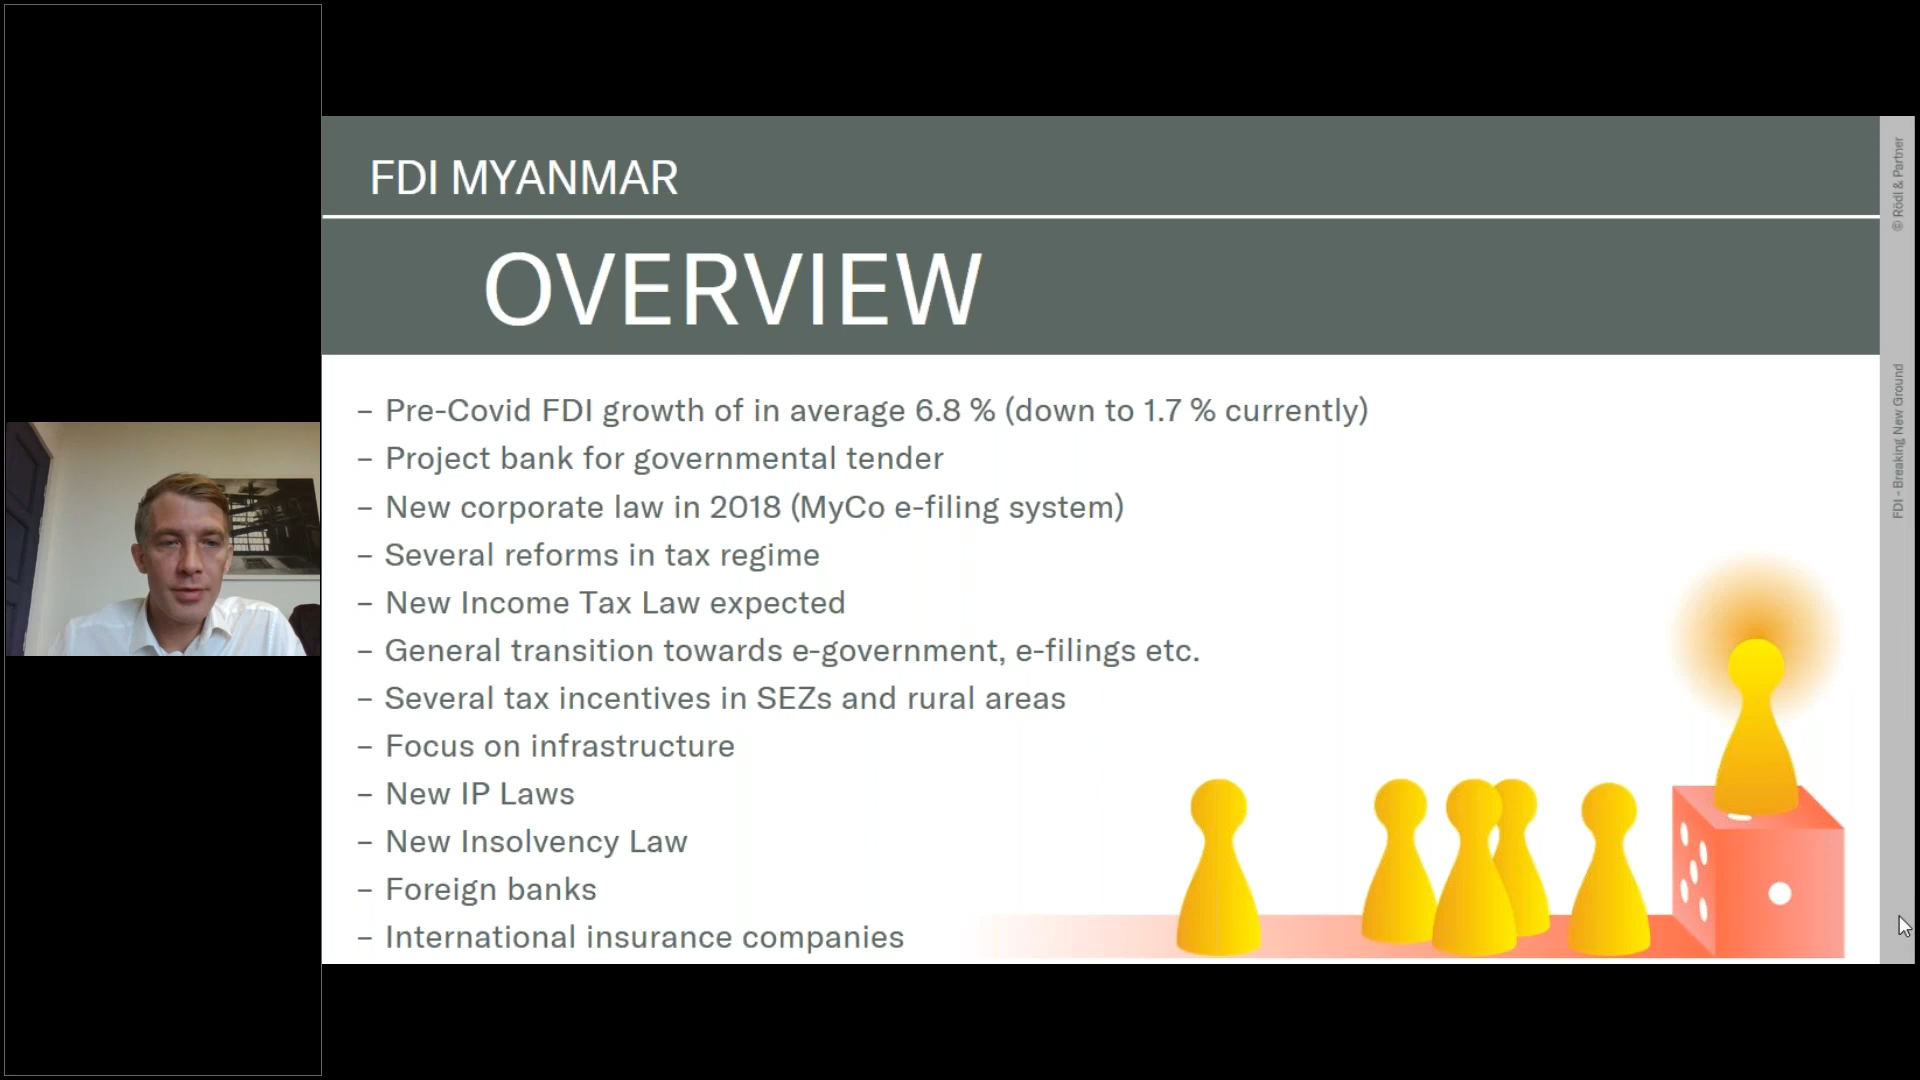 FDI MYANMAR
OVERVIEW
– Pre-Covid FDI growth of in average 6.8 % (down to 1.7 % currently)
– Project bank for governmental tender
– New corporate law in 2018 (MyCo e-filing system)
– Several reforms in tax regime
– New Income Tax Law expected
– General transition towards e-government, e-filings etc.
– Several tax incentives in SEZs and rural areas
– Focus on infrastructure
– New IP Laws
– New Insolvency Law
– Foreign banks
– International insurance companies
© Rödl & Partner
FDI - Breaking New Ground